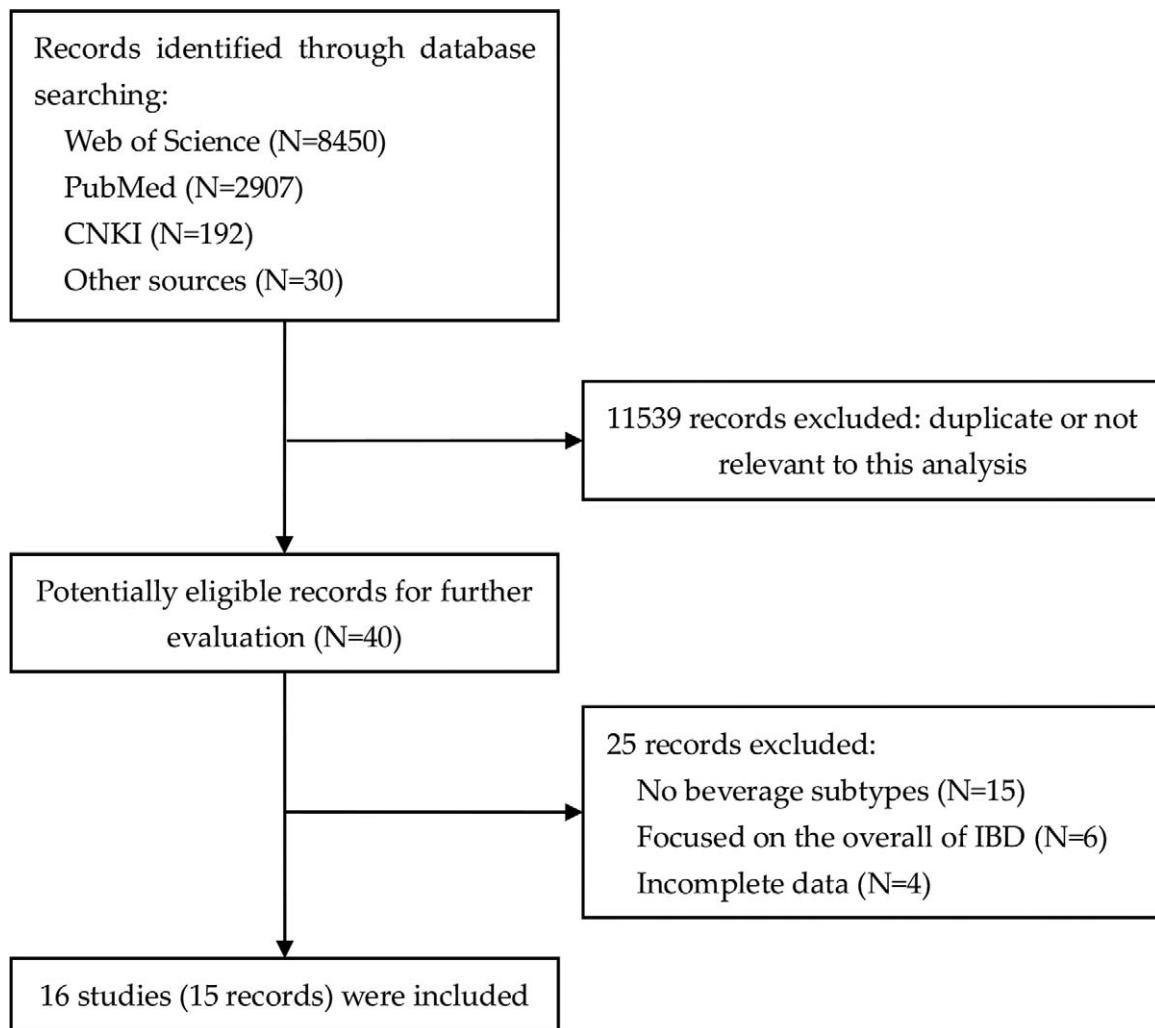 Records identified through database
searching:
Web of Science (N=8450)
PubMed (N=2907)
CNKI (N=192)
Other sources (N=30)
11539 records excluded: duplicate or not
relevant to this analysis
Potentially eligible records for further
evaluation (N=40)
25 records excluded:
No beverage subtypes (N=15)
Focused on the overall of IBD (N=6)
Incomplete data (N=4)
16 studies (15 records) were included